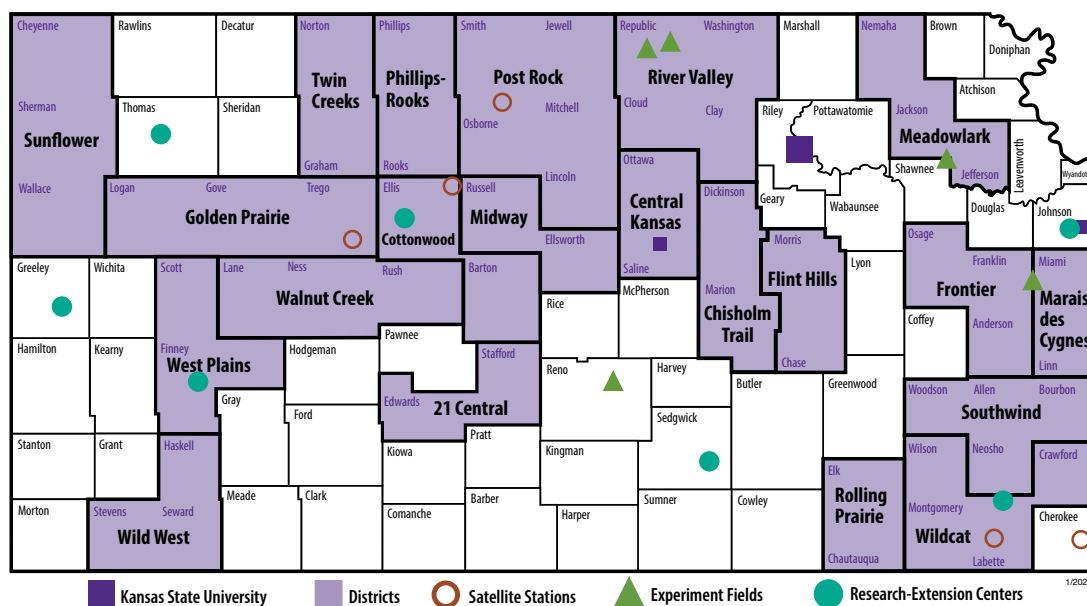 Cheyenne
Rawlins
Decatur
Norton
Phillips
Smith
Jewell
Republic
Washington
Marshall
Nemaha
Brown
Doniphan
Twin
Creeks
Phillips-
Rooks
Post Rock
River Valley
Atchison
Sherman
Thomas
Sheridan
Osborne
Mitchell
Cloud
Clay
Riley
Pottawatomie
Jackson
Meadowlark
Sunflower
Leavenworth
Graham
Rooks
Lincoln
Ottawa
Shawnee
Jefferson
Wallace
Logan
Gove
Trego
Ellis
Russell
Dickinson
Geary
Wabaunsee
Douglas
Johnson
Golden Prairie
Cottonwood
Midway
Central
Kansas
Ellsworth
Morris
Osage
Greeley
Wichita
Scott
Lane
Ness
Rush
Barton
Saline
Flint Hills
Lyon
Franklin
Miami
Walnut Creek
Rice
McPherson
Marion
Chisholm
Trail
Frontier
Marais
des
Cygnes
Hamilton
Kearny
Finney
West Plains
Hodgeman
Pawnee
Stafford
Reno
Harvey
Chase
Coffey
Anderson
Linn
Gray
Ford
Edwards
21 Central
Butler
Greenwood
Woodson
Allen
Bourbon
Southwind
Stanton
Grant
Haskell
Kiowa
Pratt
Kingman
Sedgwick
Elk
Wilson
Neosho
Crawford
Morton
Stevens
Seward
Meade
Clark
Comanche
Barber
Harper
Sumner
Cowley
Rolling
Prairie
Montgomery
Wildcat
Cherokee
Wild West
Chautauqua
Labette
Kansas State University
Districts
Satellite Stations
Experiment Fields
Research-Extension Centers